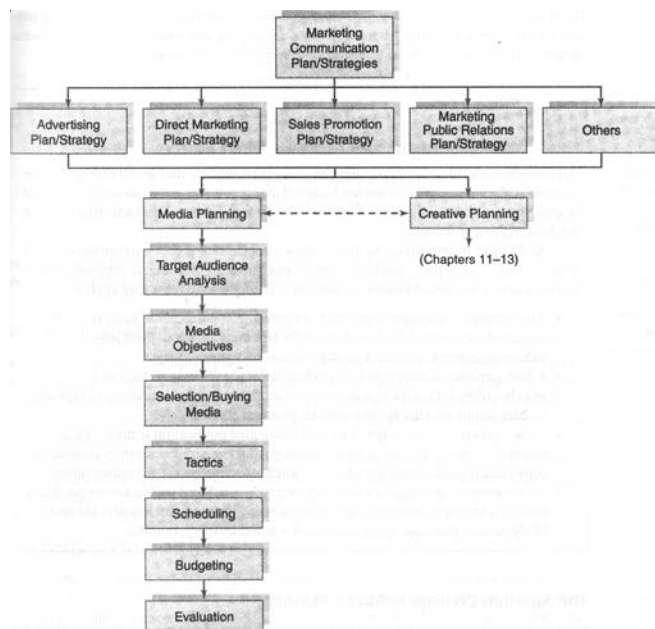 Marketing
Communication
Plan/Strategies
Advertising
Plan/Strategy
Direct Marketing
Plan/Strategy
Sales Promotion
Plan/Strategy
Marketing
Public Relations
Plan/Strategy
Others
Media Planning
Creative Planning
Target Audience
Analysis
(Chapters 11–13)
Media
Objectives
Selection/Buying
Media
Tactics
Scheduling
Budgeting
Evaluation